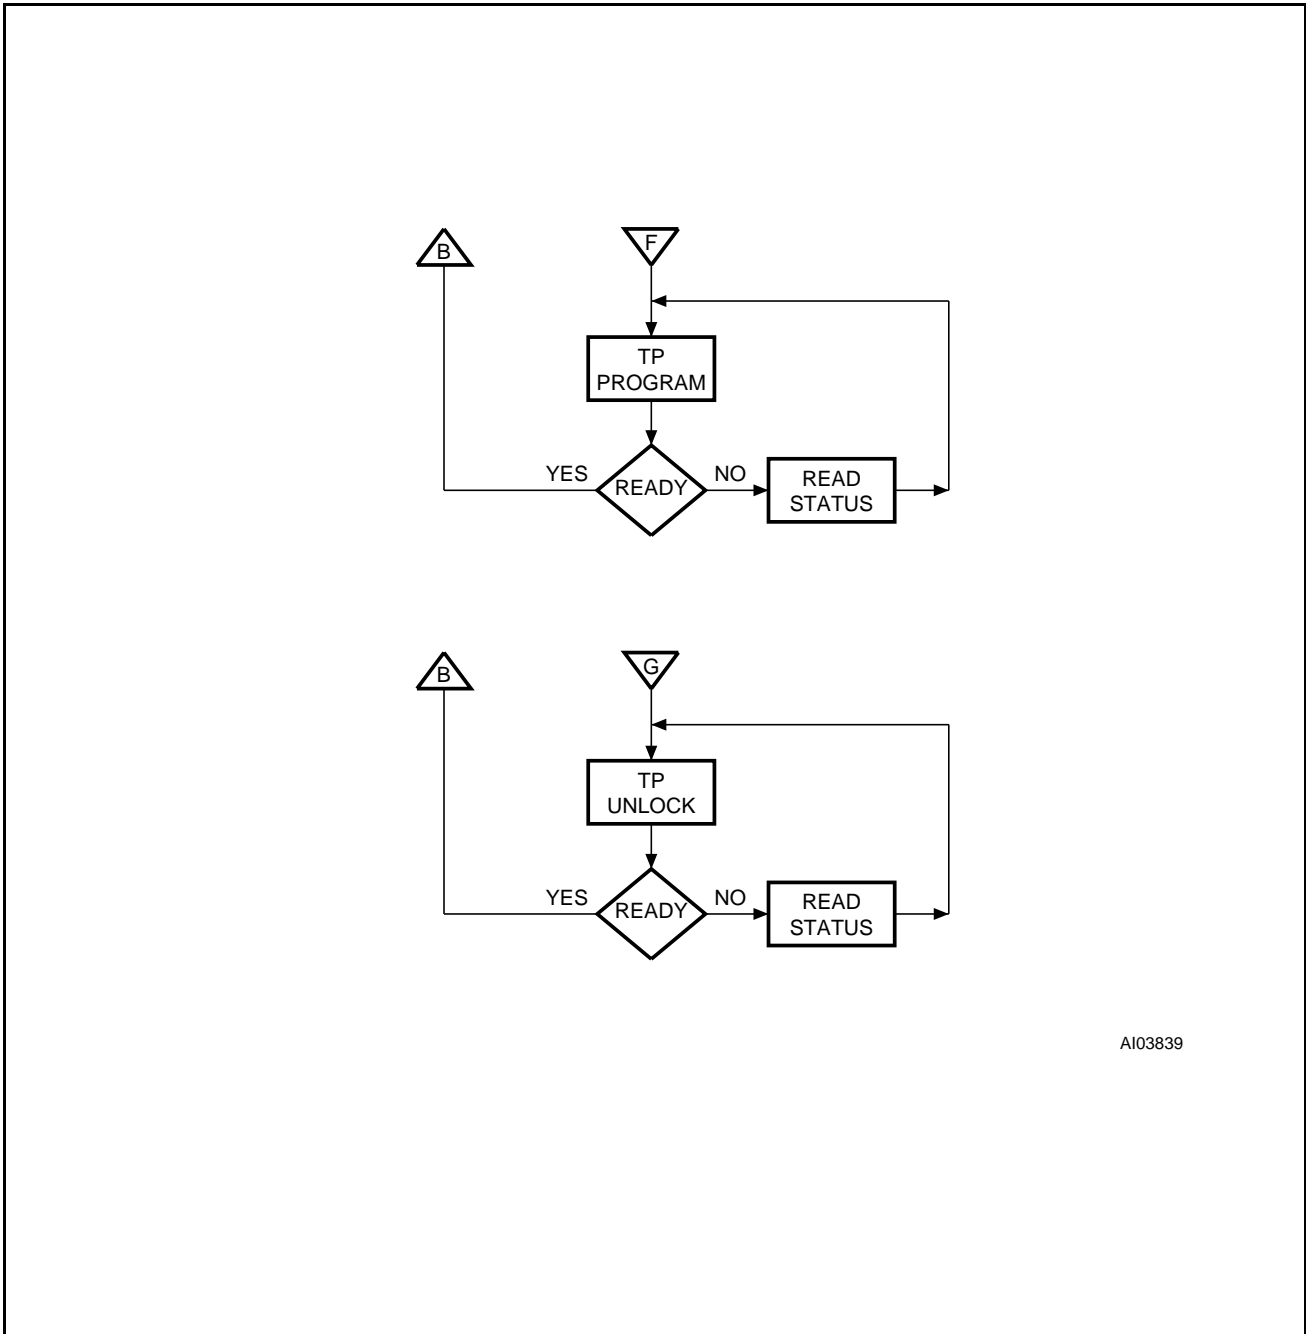 B
F
TP
PROGRAM
YES
READY
NO
READ
STATUS
B
G
TP
UNLOCK
YES
READY
NO
READ
STATUS
AI03839